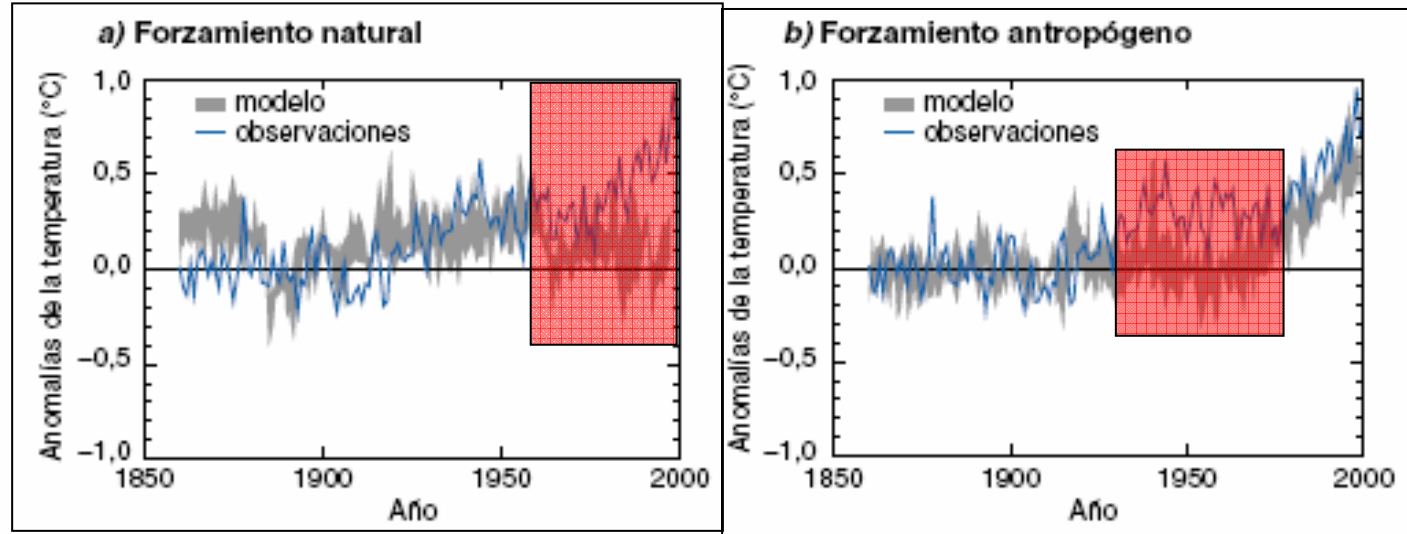 a) Forzamiento natural
Anomalías de la temperatura (°C)
1,0
0,5
0,0
−0,5
−1,0
modelo
observaciones
1850
1900
1950
2000
Año
b) Forzamiento antropógeno
Anomalías de la temperatura (°C)
1,0
0,5
0,0
−0,5
−1,0
modelo
observaciones
1850
1900
1950
2000
Año